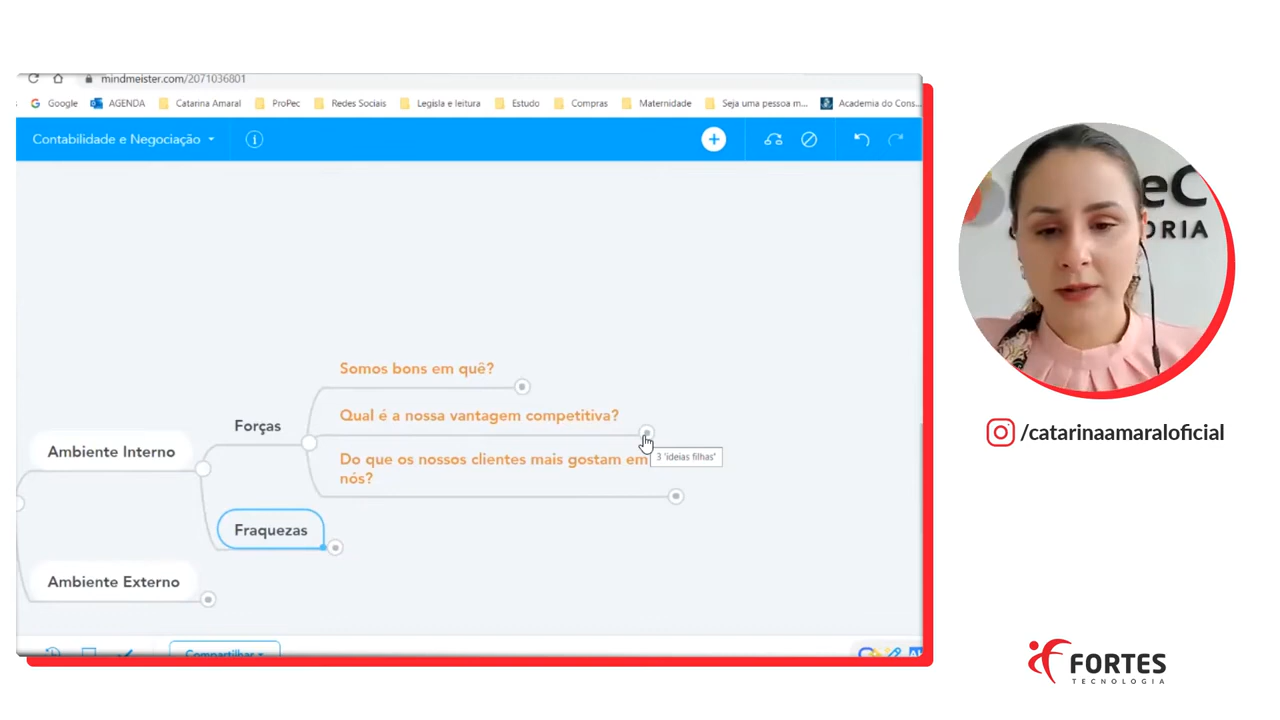 mindmeister.com/2071036801
Google AGENDA Catarina Amaral ProPec Redes Sociais Legisla e leitura Estudo Compras Maternidade Seja uma pessoa m... Academia do Cons...
Contabilidade e Negociação
Somos bons em quê?
Qual é a nossa vantagem competitiva?
3 'ideias filhas'
Do que os nossos clientes mais gostam em
nós?
Forças
Ambiente Interno
Fraquezas
Ambiente Externo
Compartilhar
/catarinaamaraloficial
FORTES
TECNOLOGIA